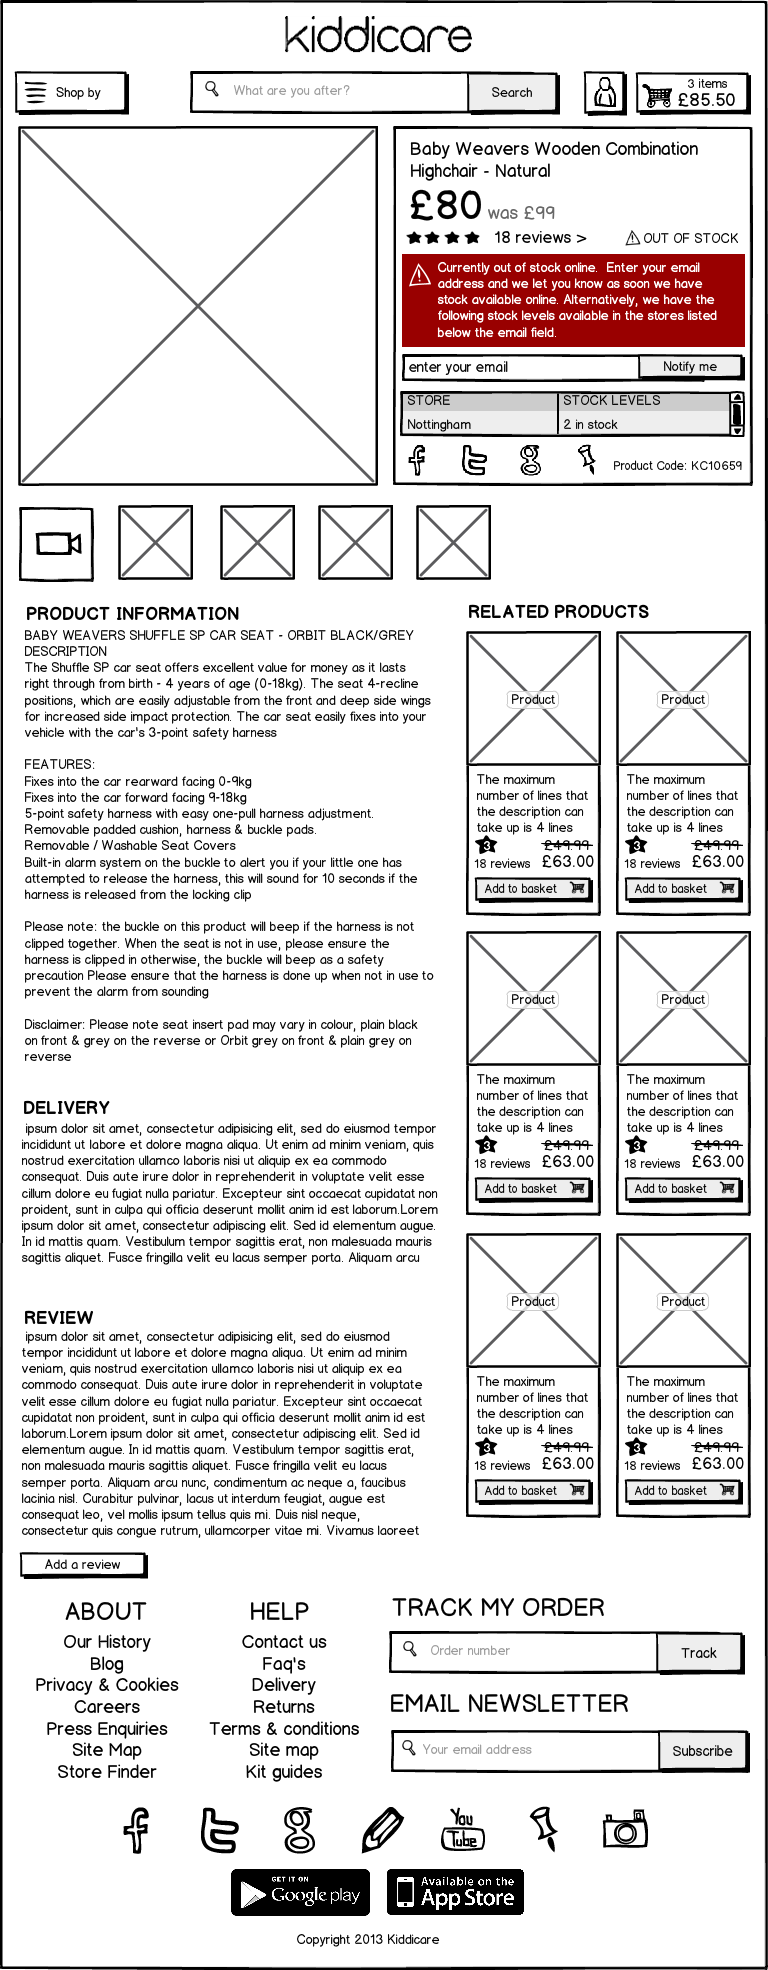 kiddicare
Shop by
What are you after?
Search
3 items
£85.50
Baby Weavers Wooden Combination
Highchair - Natural
£80 was £99
18 reviews >
OUT OF STOCK
Currently out of stock online. Enter your email
address and we let you know as soon we have
stock available online. Alternatively, we have the
following stock levels available in the stores listed
below the email field.
enter your email
Notify me
STORE
STOCK LEVELS
Nottingham
2 in stock
Product Code: KC10659
PRODUCT INFORMATION
BABY WEAVERS SHUFFLE SP CAR SEAT - ORBIT BLACK/GREY
DESCRIPTION
The Shuffle SP car seat offers excellent value for money as it lasts
right through from birth - 4 years of age (0-18kg). The seat 4-recline
positions, which are easily adjustable from the front and deep side wings
for increased side impact protection. The car seat easily fixes into your
vehicle with the car's 3-point safety harness
FEATURES:
Fixes into the car rearward facing 0-9kg
Fixes into the car forward facing 9-18kg
5-point safety harness with easy one-pull harness adjustment.
Removable padded cushion, harness & buckle pads.
Removable / Washable Seat Covers
Built-in alarm system on the buckle to alert you if your little one has
attempted to release the harness, this will sound for 10 seconds if the
harness is released from the locking clip
Please note: the buckle on this product will beep if the harness is not
clipped together. When the seat is not in use, please ensure the
harness is clipped in otherwise, the buckle will beep as a safety
precaution Please ensure that the harness is done up when not in use to
prevent the alarm from sounding
Disclaimer: Please note seat insert pad may vary in colour, plain black
on front & grey on the reverse or Orbit grey on front & plain grey on
reverse
DELIVERY
ipsum dolor sit amet, consectetur adipisicing elit, sed do eiusmod tempor
incididunt ut labore et dolore magna aliqua. Ut enim ad minim veniam, quis
nostrud exercitation ullamco laboris nisi ut aliquip ex ea commodo
consequat. Duis aute irure dolor in reprehenderit in voluptate velit esse
cillum dolore eu fugiat nulla pariatur. Excepteur sint occaecat cupidatat non
proident, sunt in culpa qui officia deserunt mollit anim id est laborum.Lorem
ipsum dolor sit amet, consectetur adipiscing elit. Sed id elementum augue.
In id mattis quam. Vestibulum tempor sagittis erat, non malesuada mauris
sagittis aliquet. Fusce fringilla velit eu lacus semper porta. Aliquam arcu
REVIEW
ipsum dolor sit amet, consectetur adipisicing elit, sed do eiusmod
tempor incididunt ut labore et dolore magna aliqua. Ut enim ad minim
veniam, quis nostrud exercitation ullamco laboris nisi ut aliquip ex ea
commodo consequat. Duis aute irure dolor in reprehenderit in voluptate
velit esse cillum dolore eu fugiat nulla pariatur. Excepteur sint occaecat
cupidatat non proident, sunt in culpa qui officia deserunt mollit anim id est
laborum.Lorem ipsum dolor sit amet, consectetur adipiscing elit. Sed id
elementum augue. In id mattis quam. Vestibulum tempor sagittis erat,
non malesuada mauris sagittis aliquet. Fusce fringilla velit eu lacus
semper porta. Aliquam arcu nunc, condimentum ac neque a, faucibus
lacinia nisl. Curabitur pulvinar, lacus ut interdum feugiat, augue est
consequat leo, vel mollis ipsum tellus quis mi. Duis nisl neque,
consectetur quis congue rutrum, ullamcorper vitae mi. Vivamus laoreet
Add a review
RELATED PRODUCTS
Product
The maximum
number of lines that
the description can
take up is 4 lines
3
£49.99
18 reviews
£63.00
Add to basket
Product
The maximum
number of lines that
the description can
take up is 4 lines
3
£49.99
18 reviews
£63.00
Add to basket
Product
The maximum
number of lines that
the description can
take up is 4 lines
3
£49.99
18 reviews
£63.00
Add to basket
Product
The maximum
number of lines that
the description can
take up is 4 lines
3
£49.99
18 reviews
£63.00
Add to basket
Product
The maximum
number of lines that
the description can
take up is 4 lines
3
£49.99
18 reviews
£63.00
Add to basket
Product
The maximum
number of lines that
the description can
take up is 4 lines
3
£49.99
18 reviews
£63.00
Add to basket
ABOUT
Our History
Blog
Privacy & Cookies
Careers
Press Enquiries
Site Map
Store Finder
HELP
Contact us
Faq's
Delivery
Returns
Terms & conditions
Site map
Kit guides
TRACK MY ORDER
Order number
Track
EMAIL NEWSLETTER
Your email address
Subscribe
You
Tube
GET IT ON
Google play
Available on the
App Store
Copyright 2013 Kiddicare